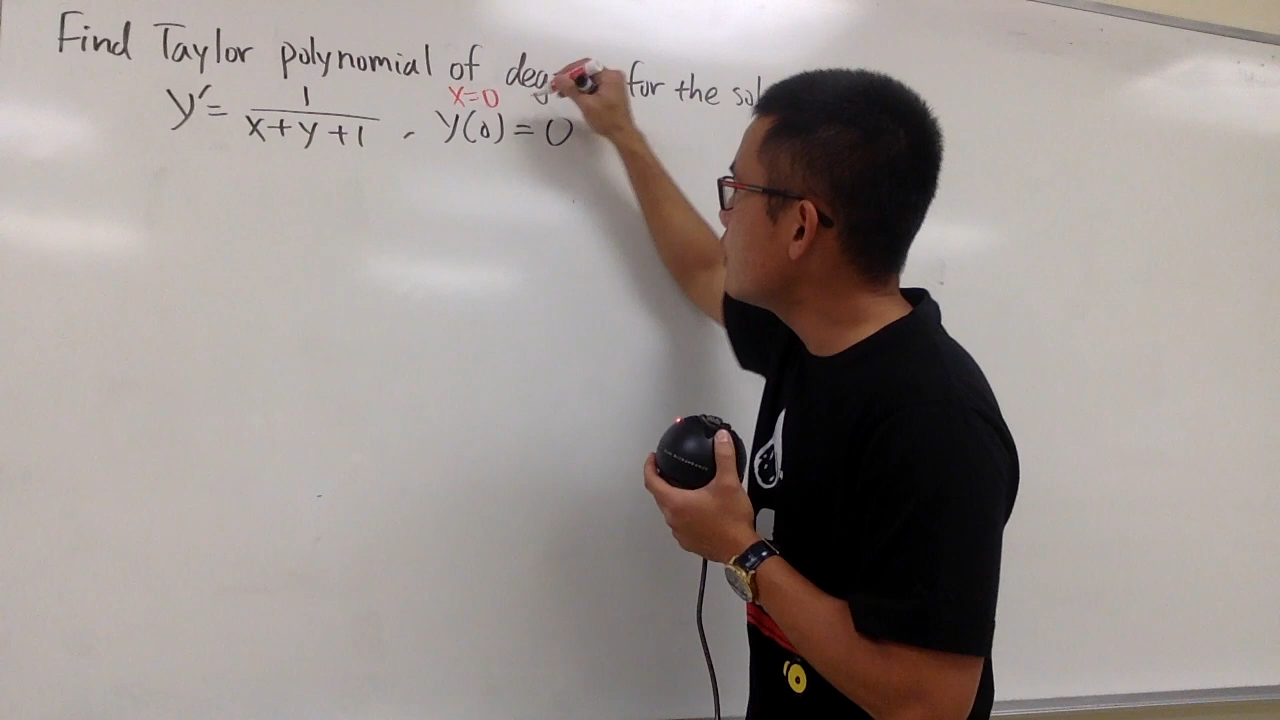 Find Taylor polynomial of for the
x=0
y' = 1/(x+y+1) , y(0) = 0